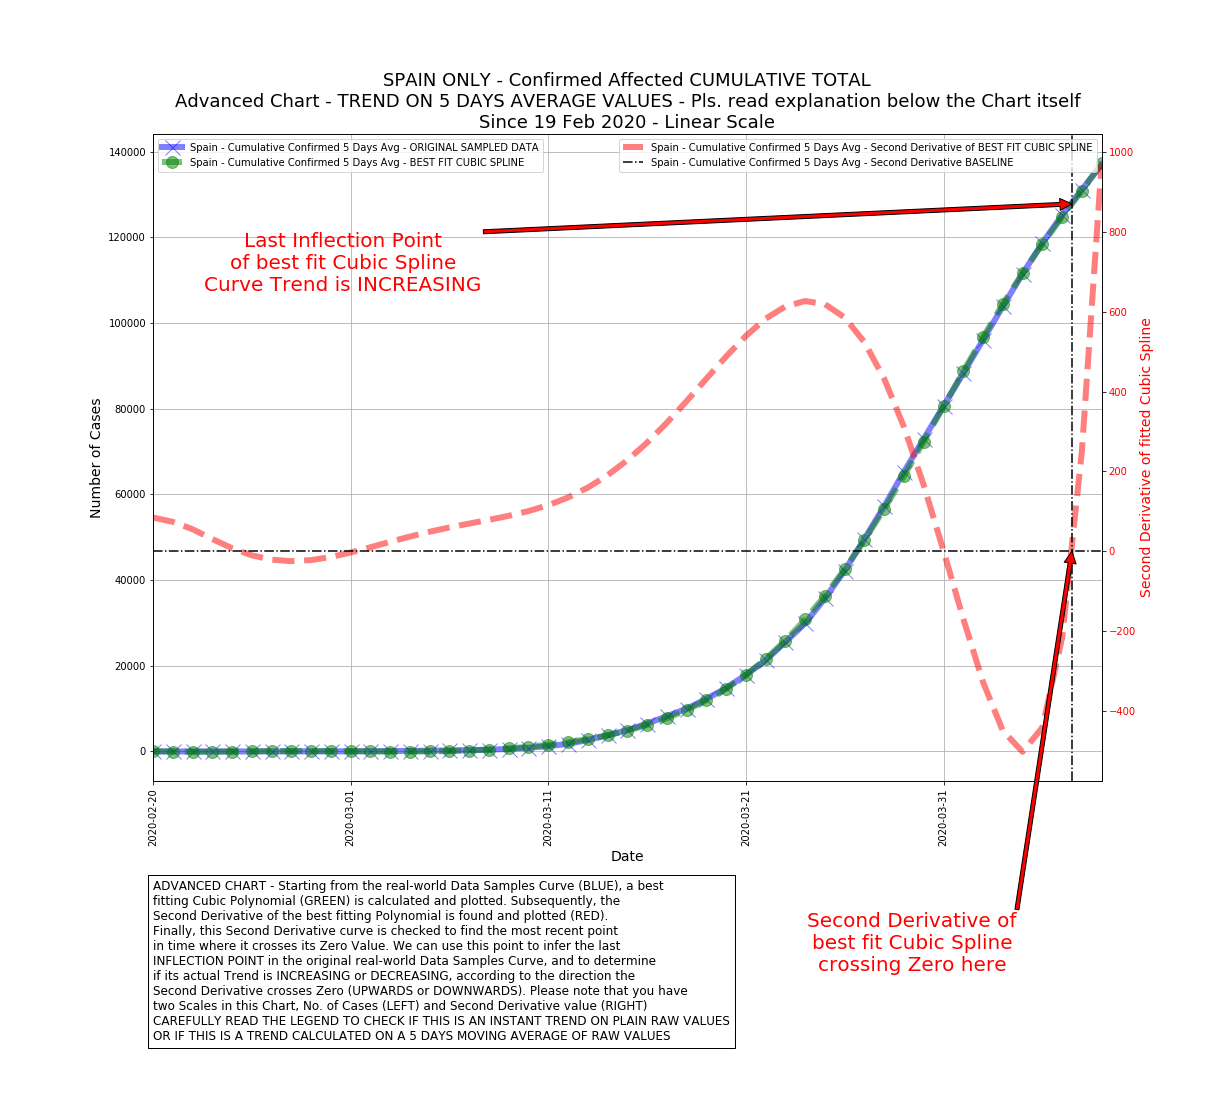 SPAIN ONLY - Confirmed Affected CUMULATIVE TOTAL
Advanced Chart - TREND ON 5 DAYS AVERAGE VALUES - Pls. read explanation below the Chart itself
Since 19 Feb 2020 - Linear Scale
Spain - Cumulative Confirmed 5 Days Avg - ORIGINAL SAMPLED DATA
Spain - Cumulative Confirmed 5 Days Avg - BEST FIT CUBIC SPLINE
Spain - Cumulative Confirmed 5 Days Avg - Second Derivative of BEST FIT CUBIC SPLINE
Spain - Cumulative Confirmed 5 Days Avg - Second Derivative BASELINE
Number of Cases
140000
120000
100000
80000
60000
40000
20000
0
Last Inflection Point
of best fit Cubic Spline
Curve Trend is INCREASING
1000
800
600
400
200
0
−200
−400
Second Derivative of fitted Cubic Spline
2020-02-20
2020-03-01
2020-03-11
2020-03-21
2020-03-31
Date
ADVANCED CHART - Starting from the real-world Data Samples Curve (BLUE), a best
fitting Cubic Polynomial (GREEN) is calculated and plotted. Subsequently, the
Second Derivative of the best fitting Polynomial is found and plotted (RED).
Finally, this Second Derivative curve is checked to find the most recent point
in time where it crosses its Zero Value. We can use this point to infer the last
INFLECTION POINT in the original real-world Data Samples Curve, and to determine
if its actual Trend is INCREASING or DECREASING, according to the direction the
Second Derivative crosses Zero (UPWARDS or DOWNWARDS). Please note that you have
two Scales in this Chart, No. of Cases (LEFT) and Second Derivative value (RIGHT)
CAREFULLY READ THE LEGEND TO CHECK IF THIS IS AN INSTANT TREND ON PLAIN RAW VALUES
OR IF THIS IS A TREND CALCULATED ON A 5 DAYS MOVING AVERAGE OF RAW VALUES
Second Derivative of
best fit Cubic Spline
crossing Zero here